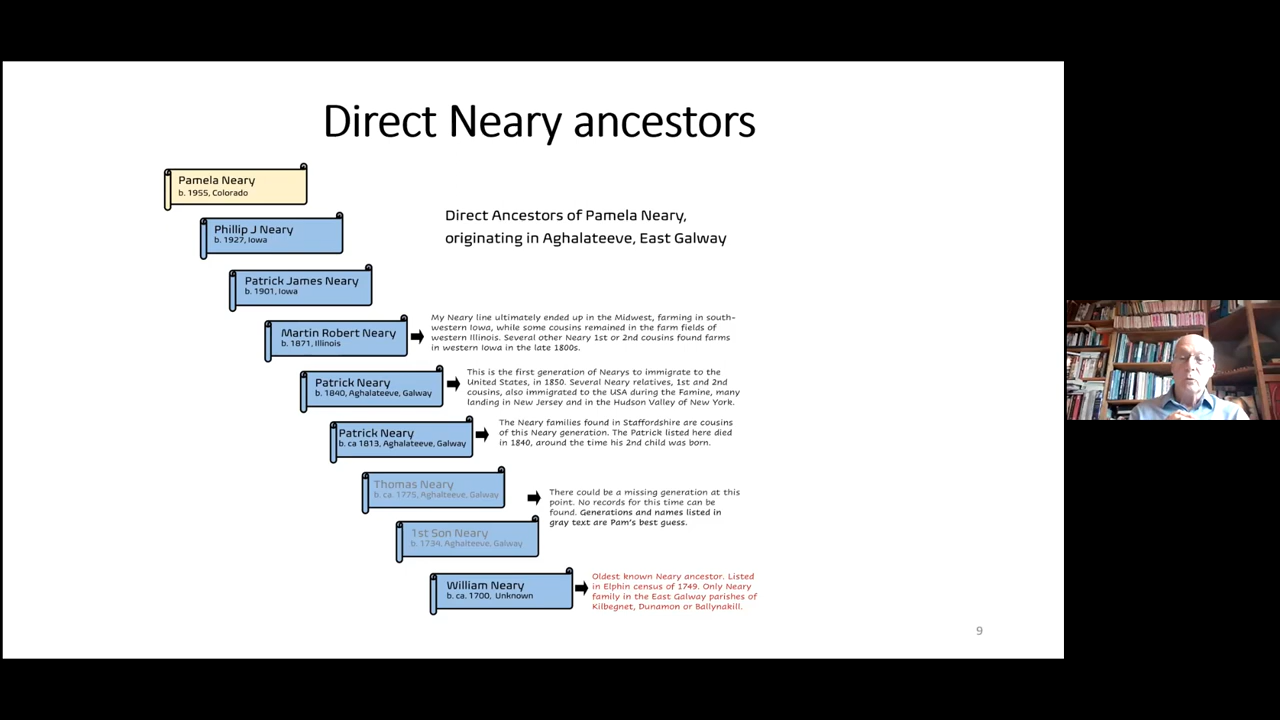 Direct Neary ancestors
Pamela Neary
b. 1955, Colorado
Direct Ancestors of Pamela Neary,
originating in Aghalateeve, East Galway
Phillip J Neary
b. 1927, Iowa
Patrick James Neary
b. 1901, Iowa
Martin Robert Neary
b. 1871, Illinois
My Neary line ultimately ended up in the Midwest, farming in south-
western Iowa, while some cousins remained in the farm fields of
western Illinois. Several other Neary 1st or 2nd cousins found farms
in western Iowa in the late 1800s.
Patrick Neary
b. 1840, Aghalateeve, Galway
This is the first generation of Nearys to immigrate to the
United States, in 1850. Several Neary relatives, 1st and 2nd
cousins, also immigrated to the USA during the Famine, many
landing in New Jersey and in the Hudson Valley of New York.
Patrick Neary
b. ca 1813, Aghalateeve, Galway
The Neary families found in Staffordshire are cousins
of this Neary generation. The Patrick listed here died
in 1840, around the time his 2nd child was born.
Thomas Neary
b. ca. 1775, Aghalteeve, Galway
There could be a missing generation at this
point. No records for this time can be
found. Generations and names listed in
gray text are Pam's best guess.
1st Son Neary
b. 1734, Aghalteeve, Galway
William Neary
b. ca. 1700, Unknown
Oldest known Neary ancestor. Listed
in Elphin census of 1749. Only Neary
family in the East Galway parishes of
Kilbegnet, Dunamon or Ballynakill.
9